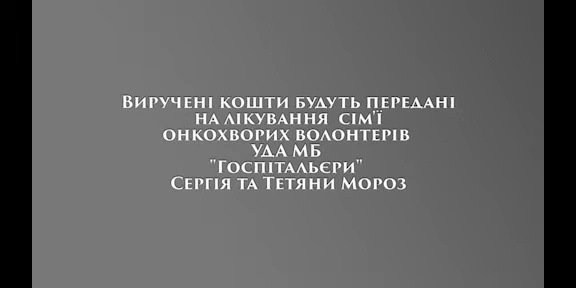 Виручені кошти будуть передані
на лікування сім'ї
онкохворих волонтерів
УДА МБ
"Госпітальєри"
Сергія та Тетяни Мороз